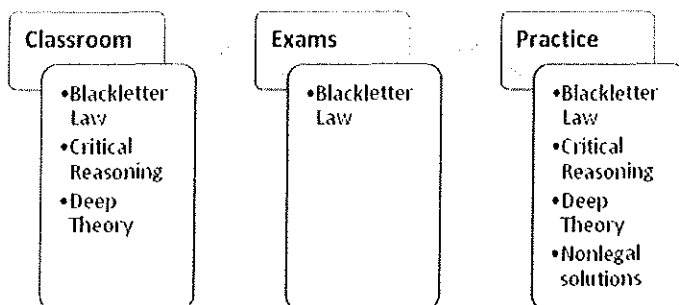 Classroom
•Blackletter
Law
•Critical
Reasoning
•Deep
Theory
Exams
•Blackletter
Law
Practice
•Blackletter
Law
•Critical
Reasoning
•Deep
Theory
•Nonlegal
solutions